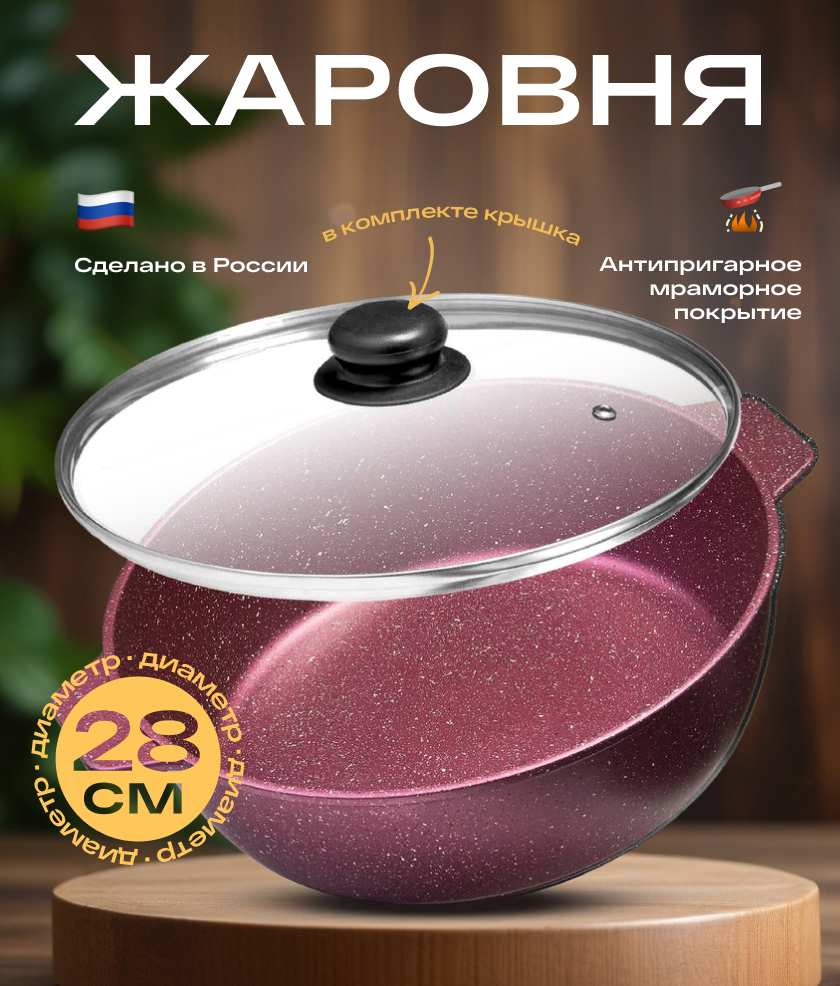 ЖАРОВНЯ
в комплекте крышка
Сделано в России
Антипригарное
мраморное
покрытие
диаметр · диаметр · диаметр · диаметр ·
28
СМ